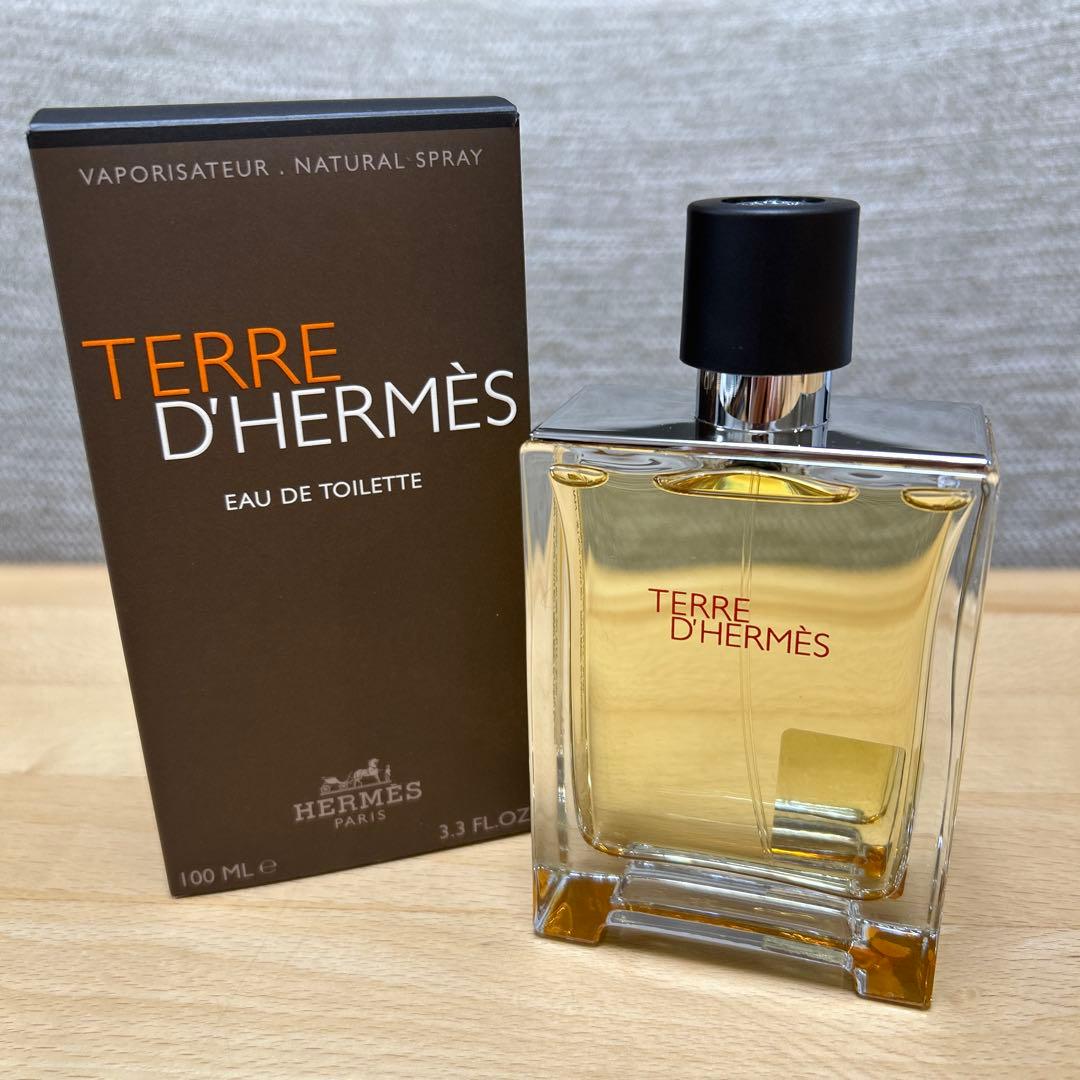 VAPORISATEUR . NATURAL SPRAY
TERRE
D'HERMÈS
EAU DE TOILETTE
HERMÈS
PARIS
100 ML ℮
3.3 FL.OZ
TERRE
D'HERMÈS